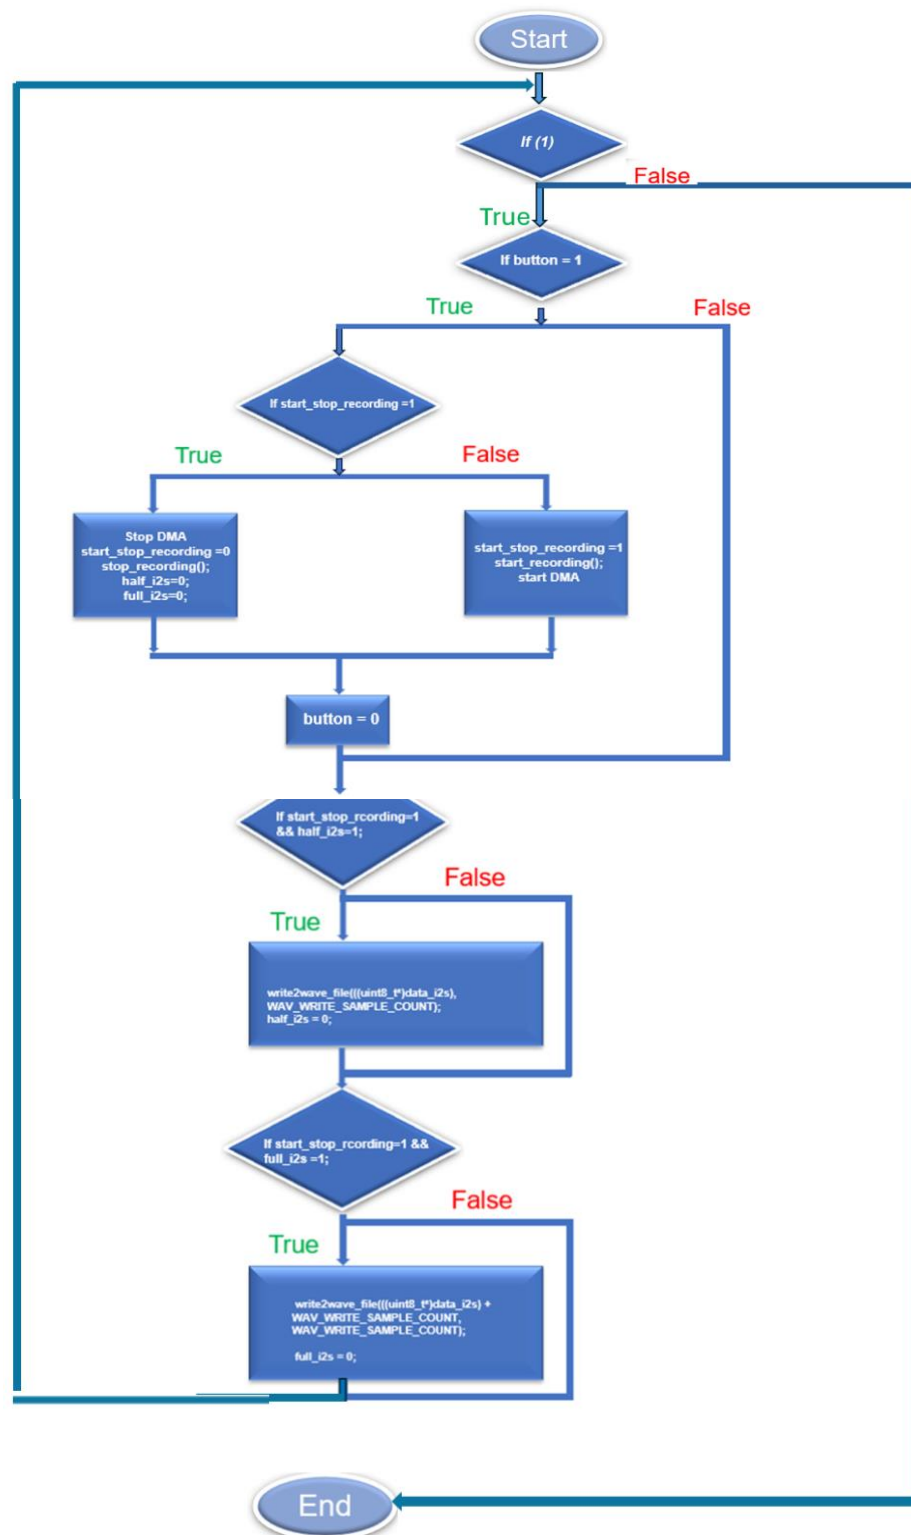 Start
If (1)
False
True
If button = 1
True
False
If start_stop_recording =1
True
False
Stop DMA
start_stop_recording =0
stop_recording();
half_i2s=0;
full_i2s=0;
start_stop_recording =1
start_recording();
start DMA
button = 0
If start_stop_rcording=1
&& half_i2s=1;
False
True
write2wave_file(((uint8_t*)data_i2s),
WAV_WRITE_SAMPLE_COUNT);
half_i2s = 0;
If start_stop_rcording=1 &&
full_i2s =1;
False
True
write2wave_file(((uint8_t*)data_i2s) +
WAV_WRITE_SAMPLE_COUNT,
WAV_WRITE_SAMPLE_COUNT);
full_i2s = 0;
End